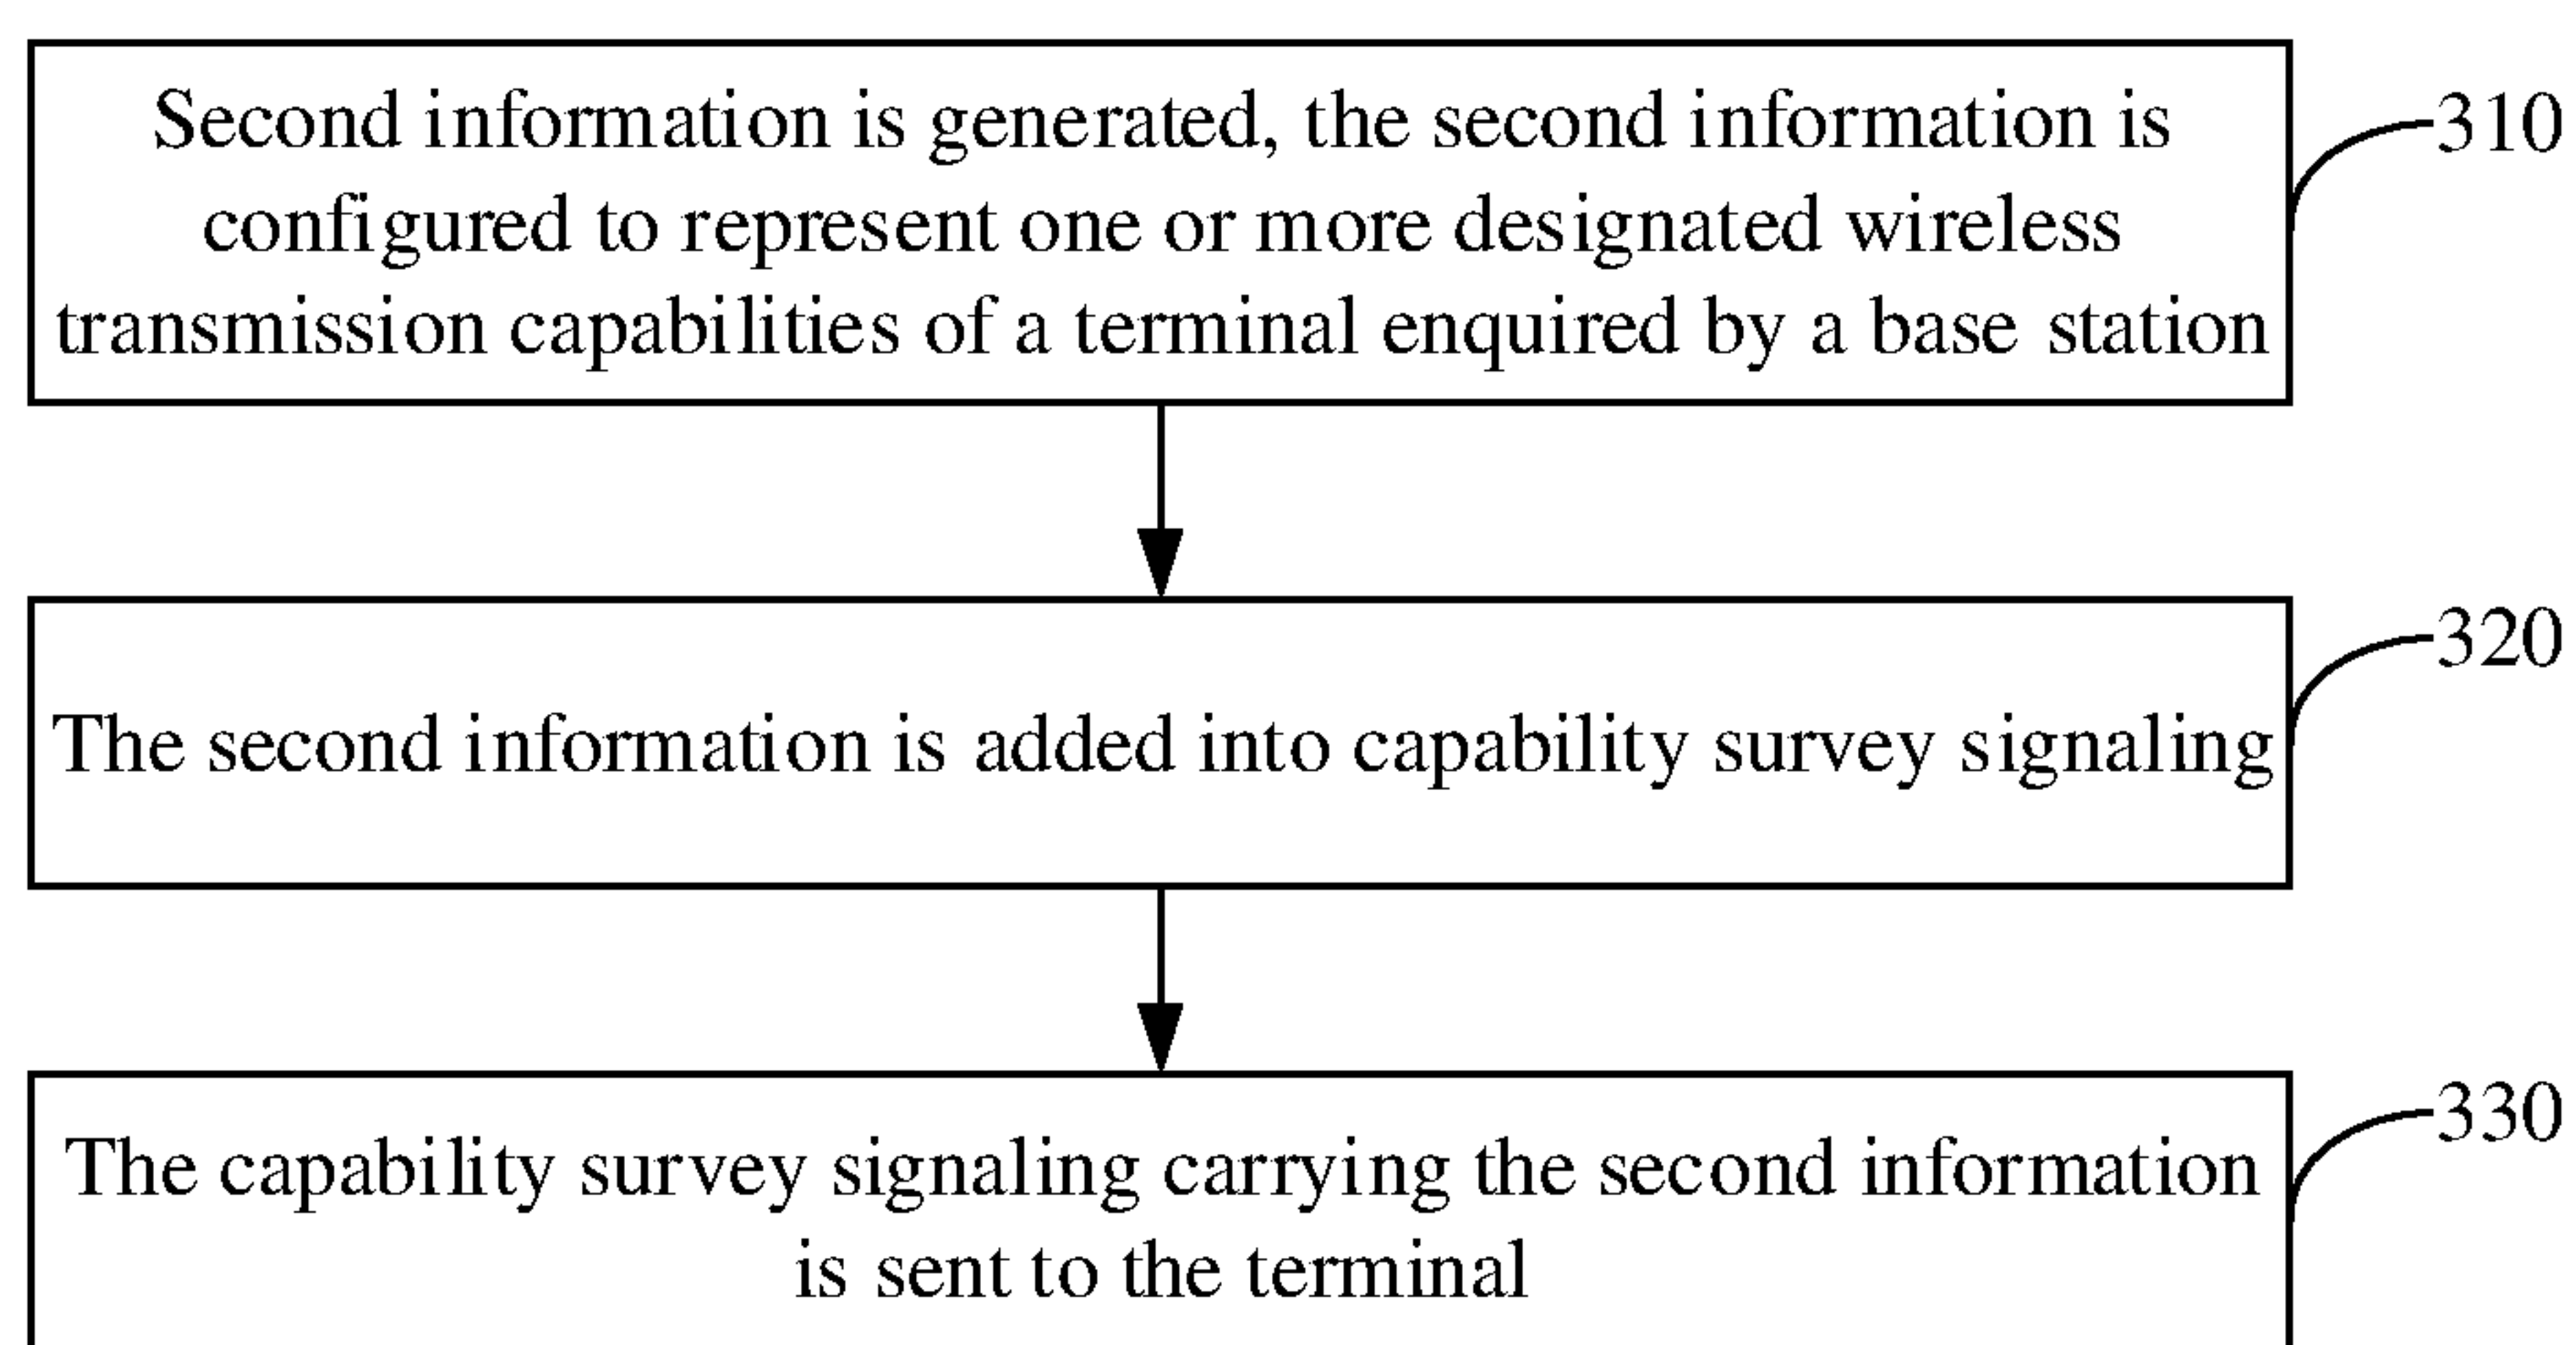 Second information is generated, the second information is
configured to represent one or more designated wireless
transmission capabilities of a terminal enquired by a base station
310
The second information is added into capability survey signaling
320
The capability survey signaling carrying the second information
is sent to the terminal
330